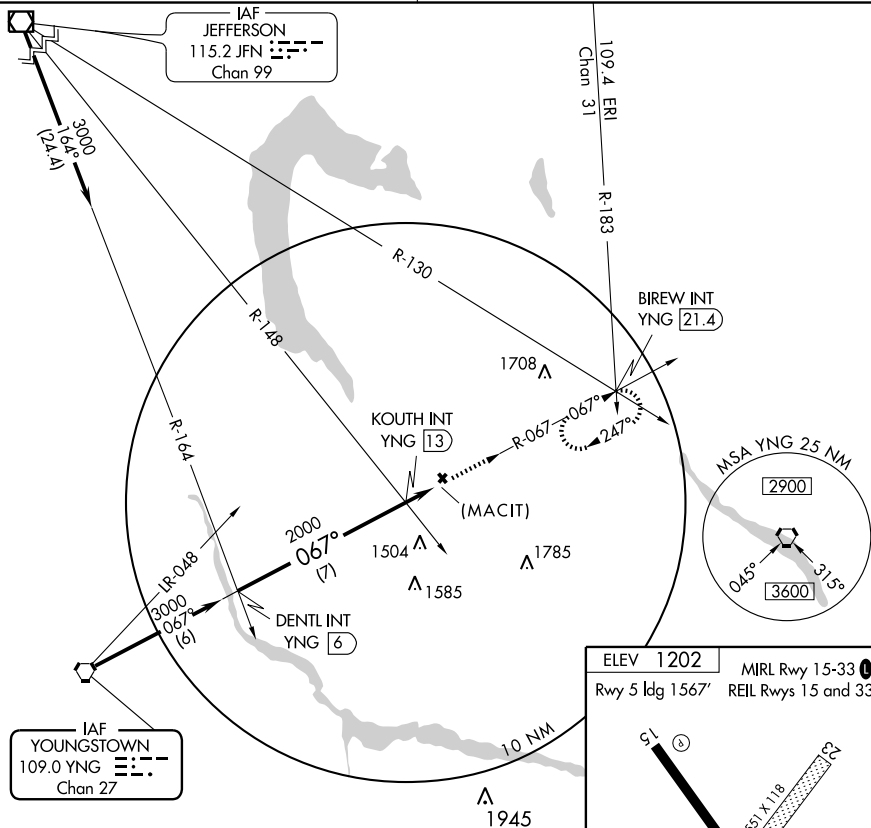 IAF
JEFFERSON
115.2 JFN
Chan 99
109.4 ERI
Chan 31
3000
164°
(24.4)
R-183
R-130
BIREW INT
YNG 21.4
R-148
1708
R-067
067°
247°
KOUTH INT
YNG 13
R-164
MSA YNG 25 NM
2900
045°
315°
3600
(MACIT)
2000
067°
(7)
1504
1785
1585
LR-048
3000
067°
(6)
DENTL INT
YNG 6
ELEV 1202
MIRL Rwy 15-33 L
Rwy 5 ldg 1567'
REIL Rwys 15 and 33
IAF
YOUNGSTOWN
109.0 YNG
Chan 27
10 NM
15
P
23
551 X 118
1945